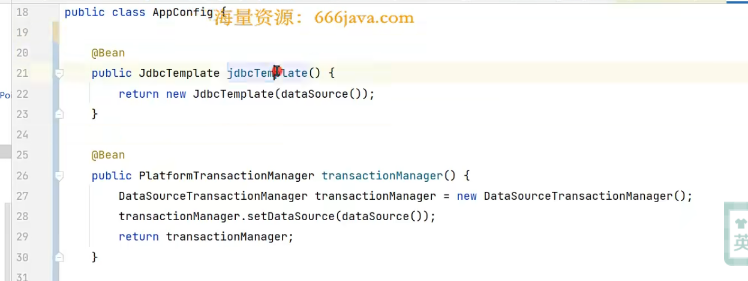 18 public class AppConfig {
海量资源：666java.com
19
20 @Bean
21 public JdbcTemplate jdbcTemplate() {
22 return new JdbcTemplate(dataSource());
23 }
24
25 @Bean
26 public PlatformTransactionManager transactionManager() {
27 DataSourceTransactionManager transactionManager = new DataSourceTransactionManager();
28 transactionManager.setDataSource(dataSource());
29 return transactionManager;
30 }
31
Po
英